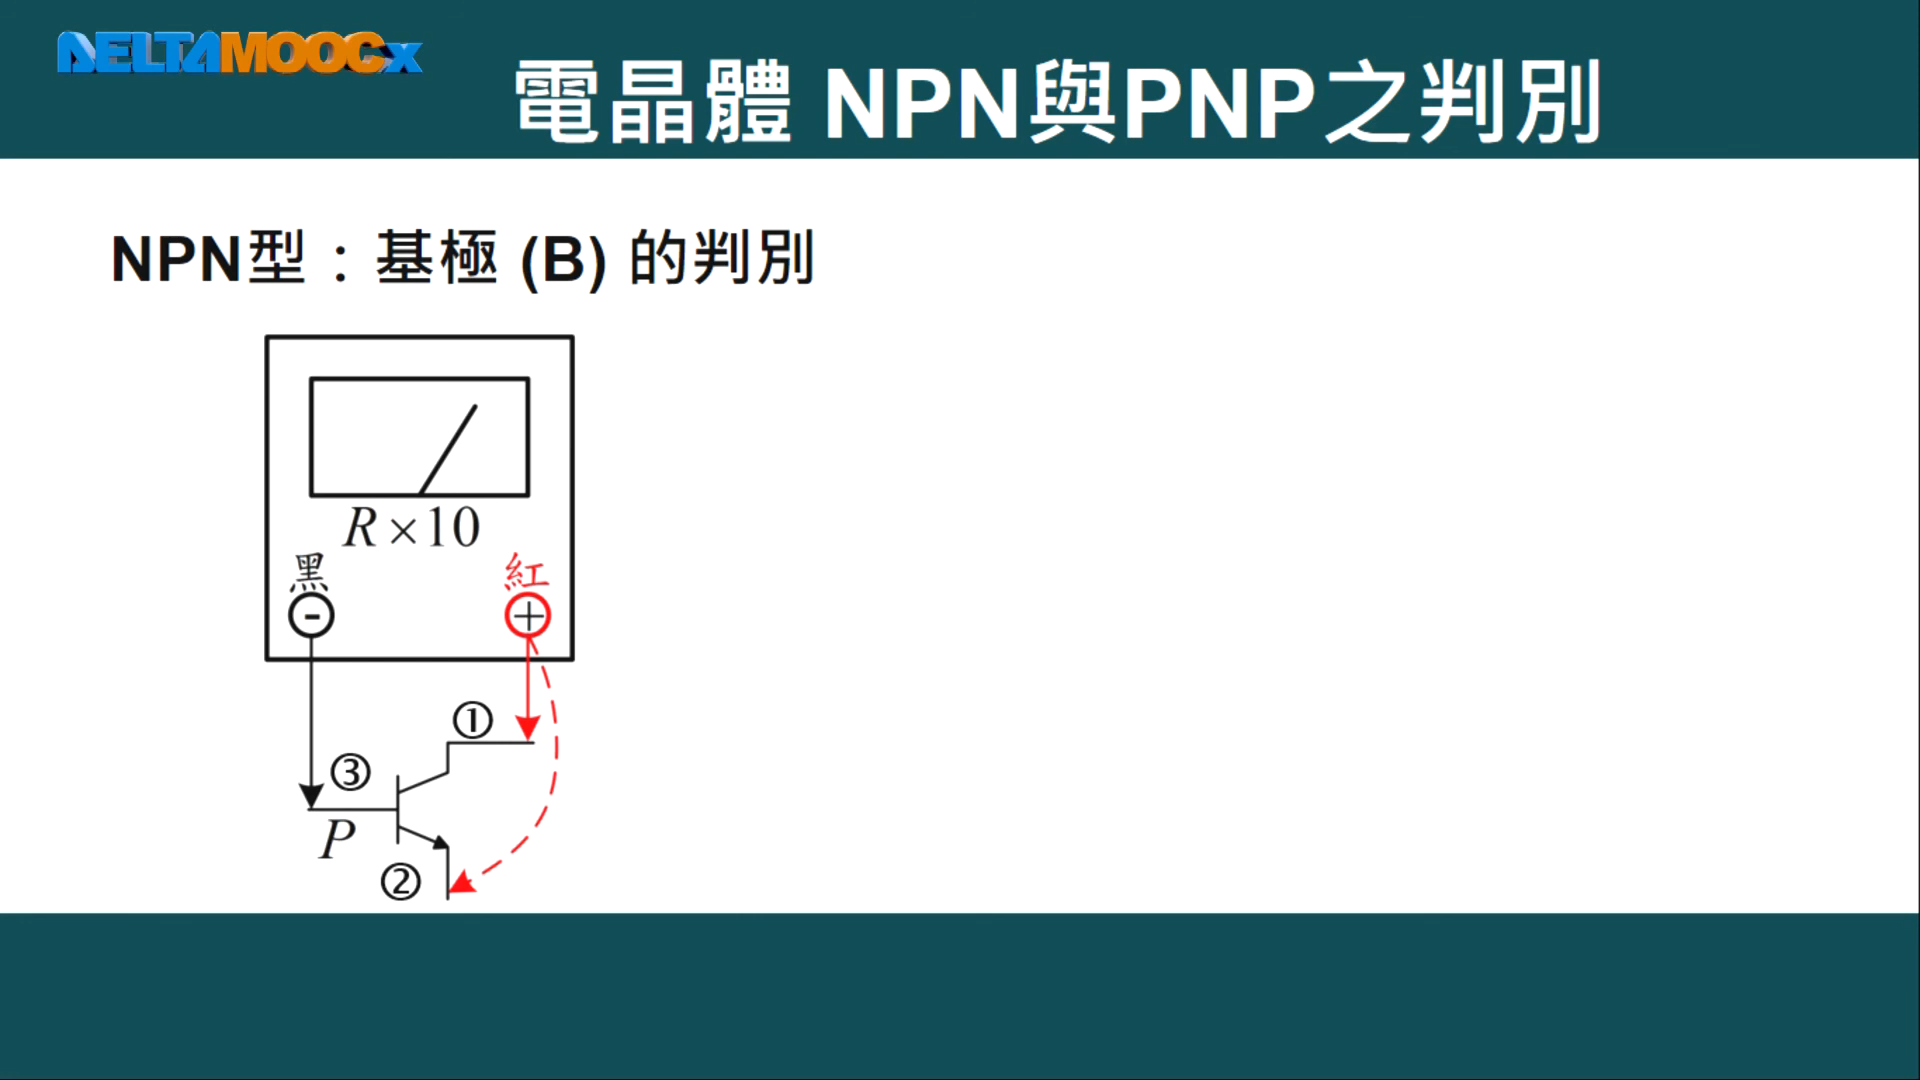 DELTAMOOCx
電晶體 NPN與PNP之判別
NPN型：基極 (B) 的判別
R×10
黑 紅
- +
①
③
P
②